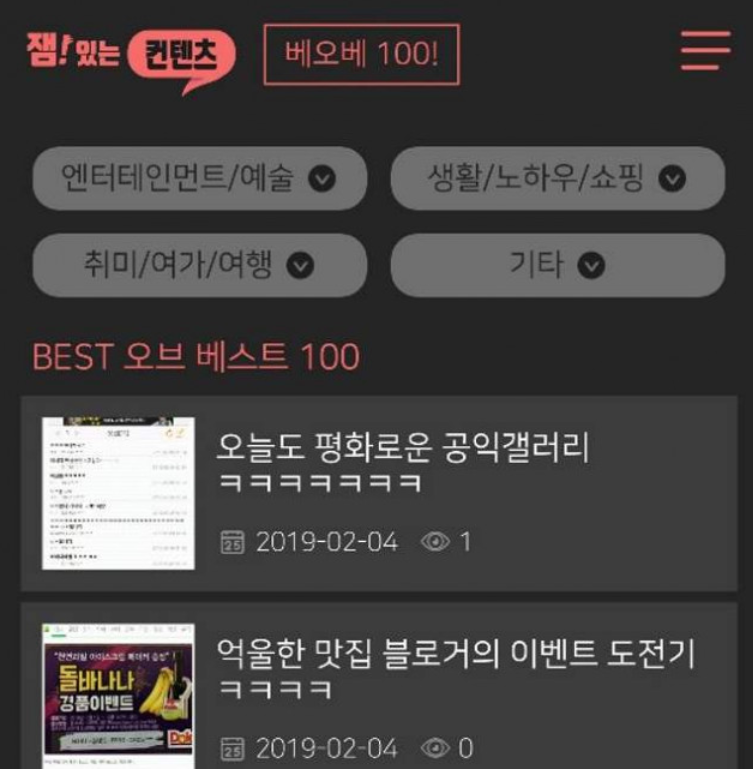 잼!있는 컨텐츠 베오베 100!
엔터테인먼트/예술 생활/노하우/쇼핑
취미/여가/여행 기타
BEST 오브 베스트 100
오늘도 평화로운 공익갤러리
ㅋㅋㅋㅋㅋㅋㅋ
25 2019-02-04 1
억울한 맛집 블로거의 이벤트 도전기
ㅋㅋㅋㅋ
돌바나나
경품이벤트
Dole
25 2019-02-04 0